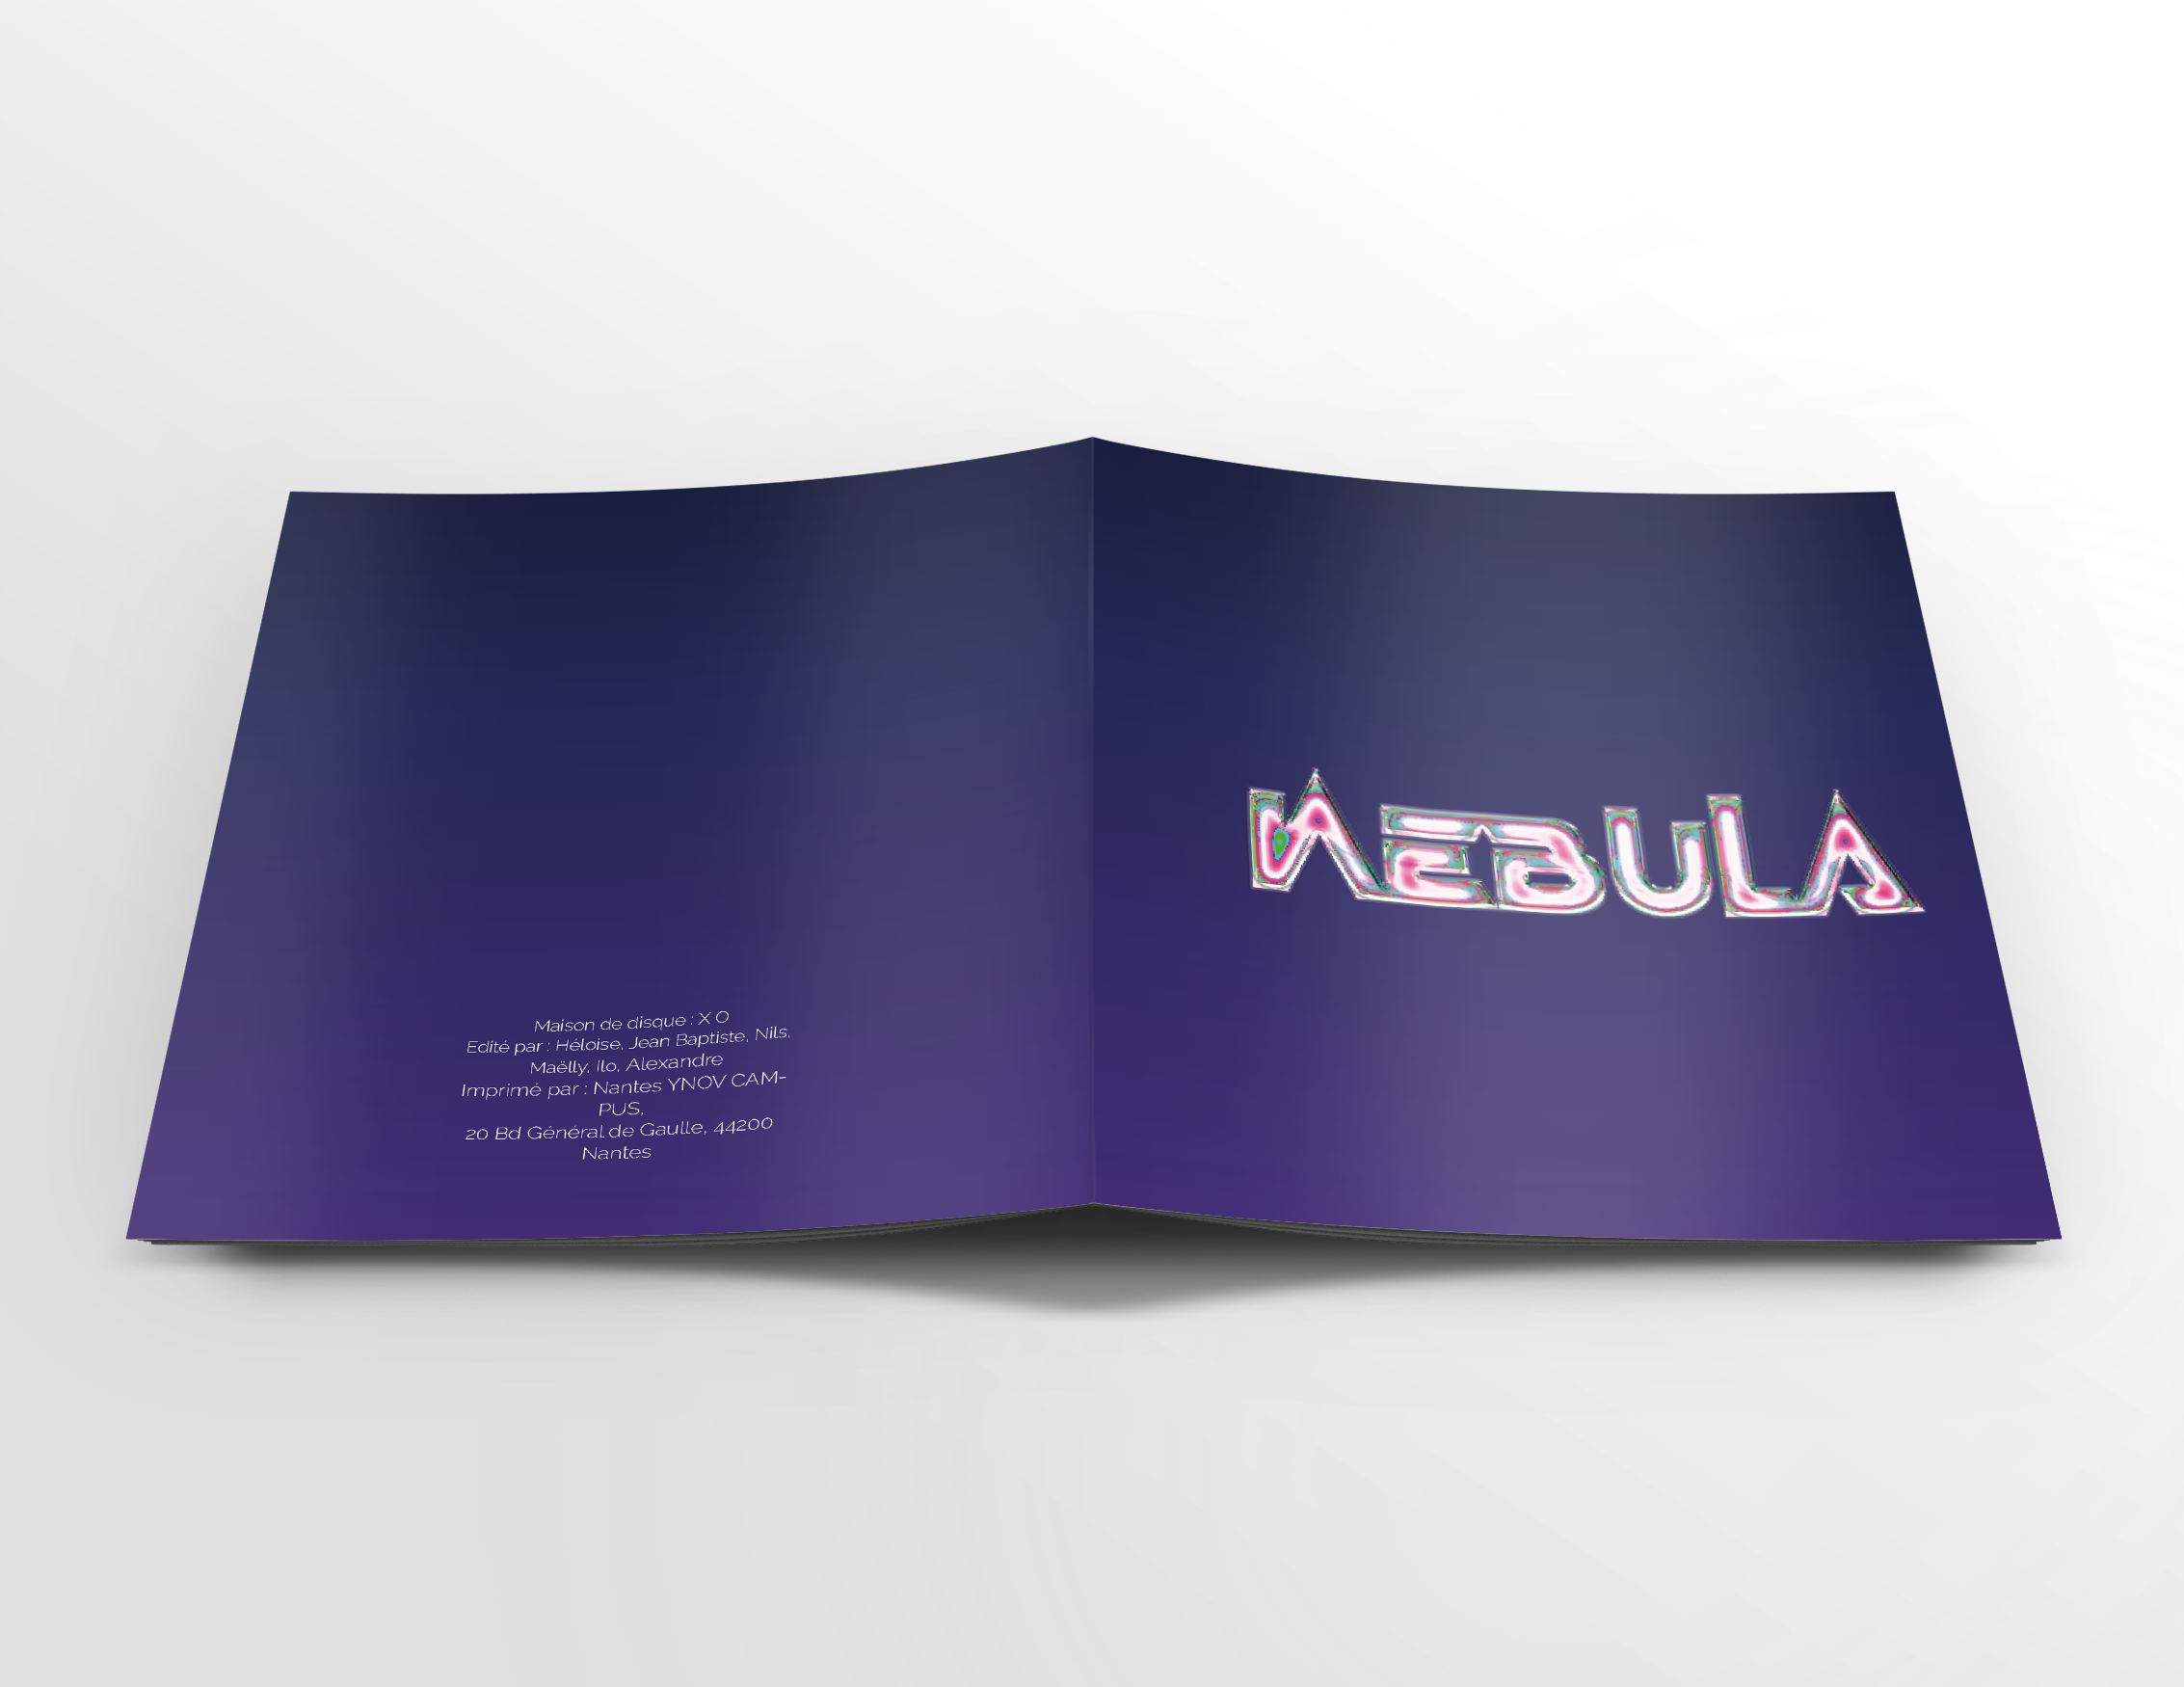 Maison de disque : X O
Edité par : Héloise, Jean Baptiste, Nils,
Maëlly, Ilo, Alexandre
Imprimé par : Nantes YNOV CAM-
PUS,
20 Bd Général de Gaulle, 44200
Nantes
NEBULA